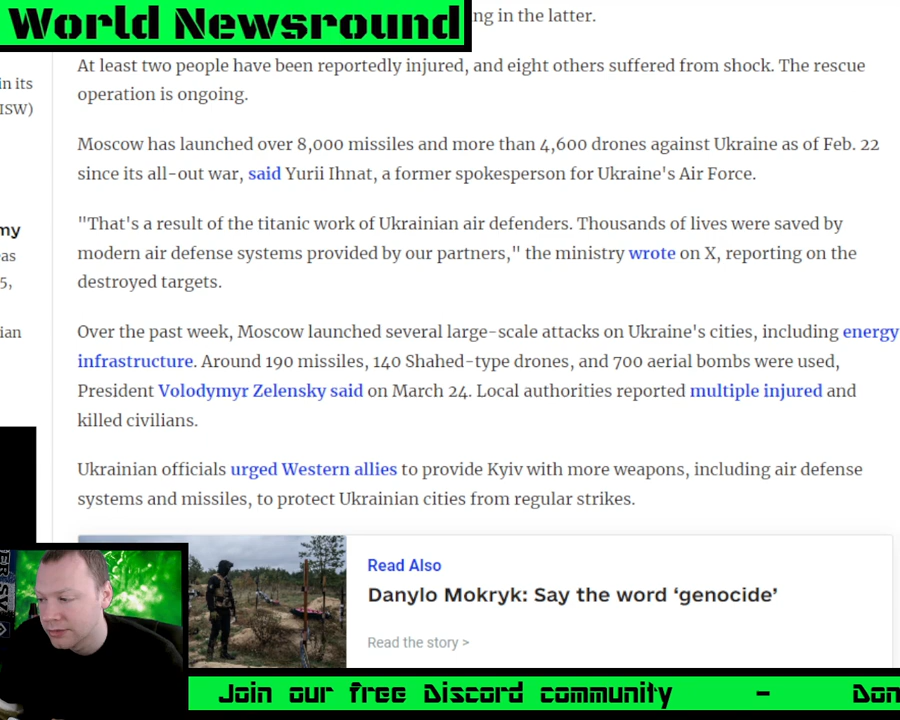 World Newsround
ng in the latter.
At least two people have been reportedly injured, and eight others suffered from shock. The rescue
in its
operation is ongoing.
ISW)
Moscow has launched over 8,000 missiles and more than 4,600 drones against Ukraine as of Feb. 22
since its all-out war, said Yurii Ihnat, a former spokesperson for Ukraine's Air Force.
"That's a result of the titanic work of Ukrainian air defenders. Thousands of lives were saved by
my
modern air defense systems provided by our partners," the ministry wrote on X, reporting on the
as
destroyed targets.
5,
Over the past week, Moscow launched several large-scale attacks on Ukraine's cities, including energy
ian
infrastructure. Around 190 missiles, 140 Shahed-type drones, and 700 aerial bombs were used,
President Volodymyr Zelensky said on March 24. Local authorities reported multiple injured and
killed civilians.
Ukrainian officials urged Western allies to provide Kyiv with more weapons, including air defense
systems and missiles, to protect Ukrainian cities from regular strikes.
Read Also
Danylo Mokryk: Say the word ‘genocide’
Read the story >
Join our free Discord community - Don